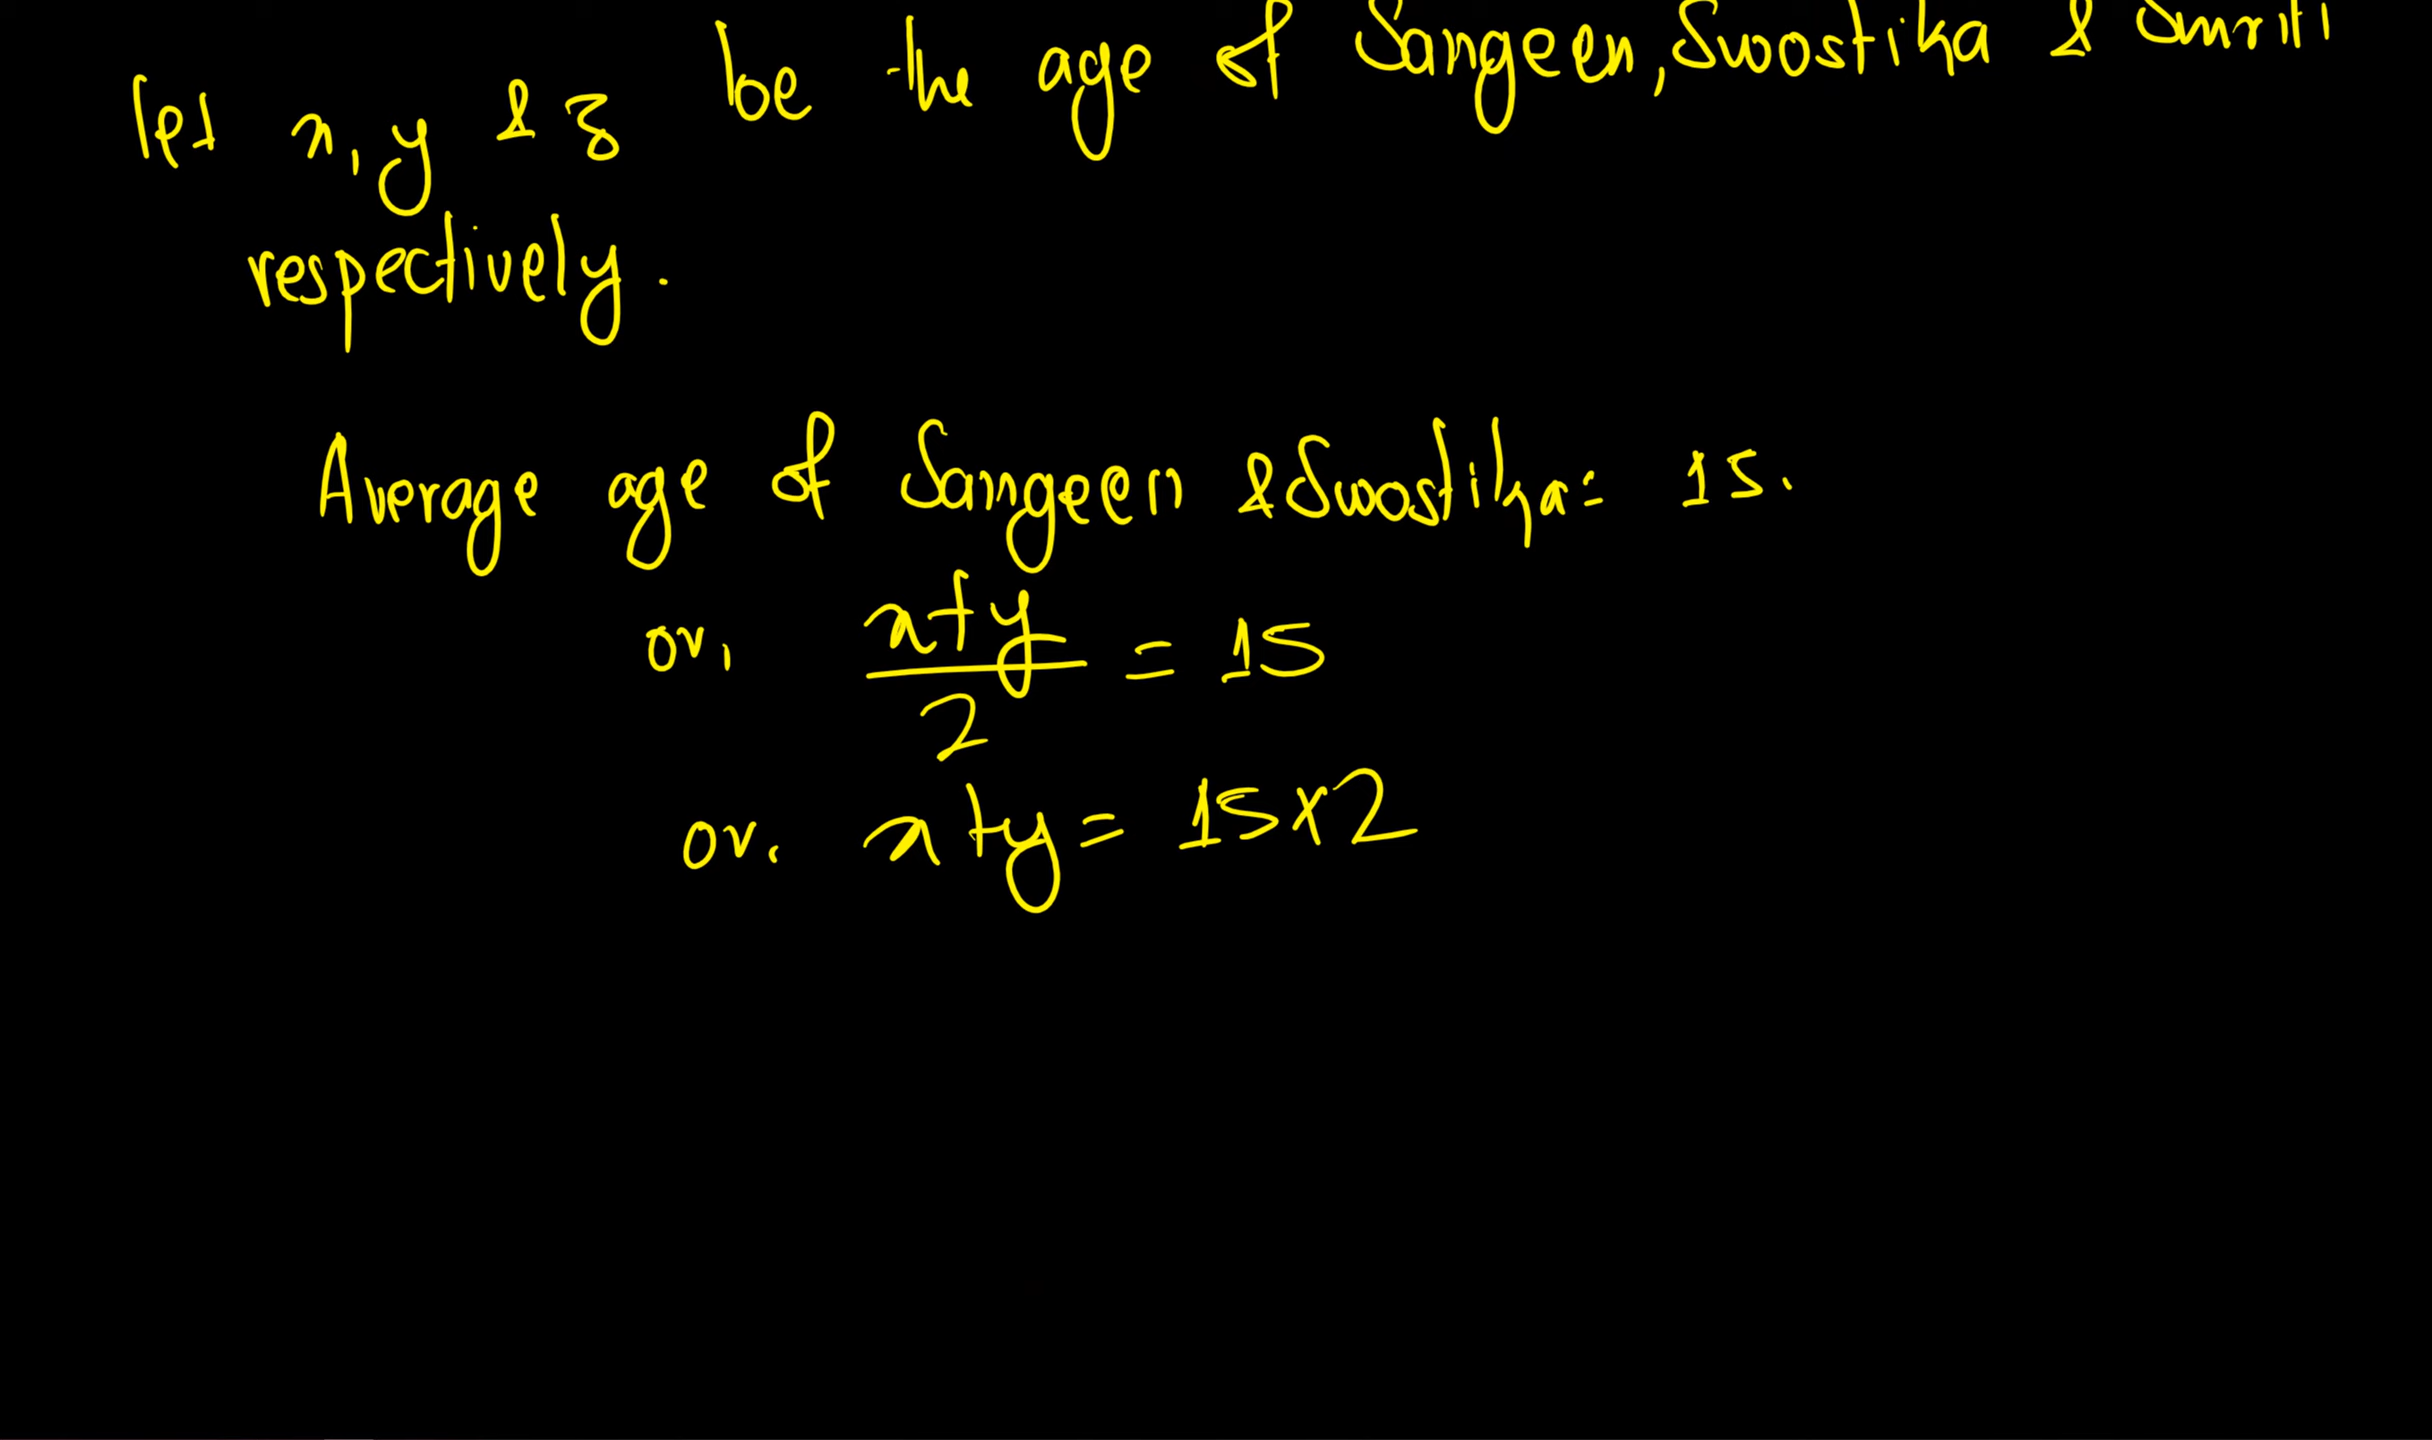 let x, y & z be the age of Sangeen, Swostika & Smriti
respectively.
Average age of Sangeen & Swostika = 15.
or, x+y/2 = 15
or, x+y = 15×2